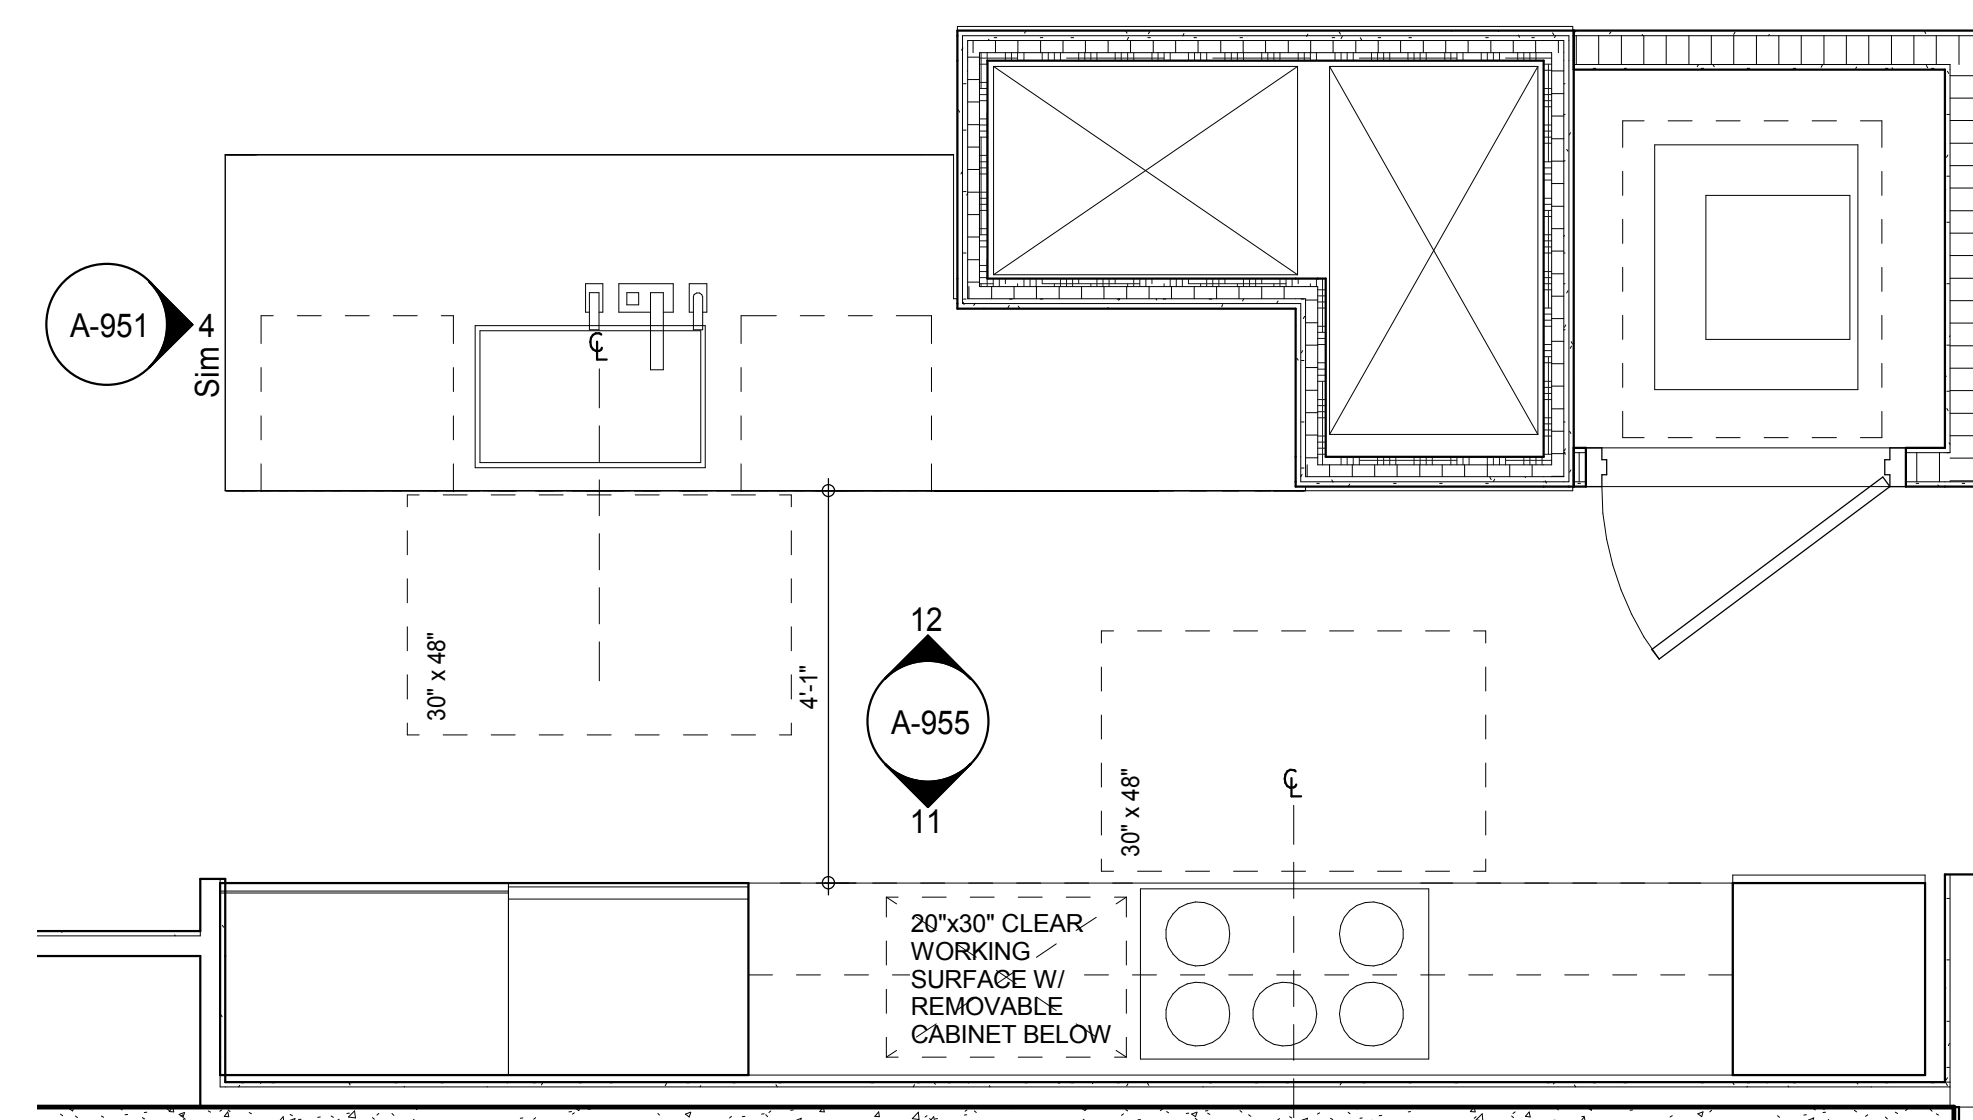 A-951
4
Sim
℄
30" x 48"
4'-1"
12
A-955
11
30" x 48"
℄
20"x30" CLEAR
WORKING
SURFACE W/
REMOVABLE
CABINET BELOW